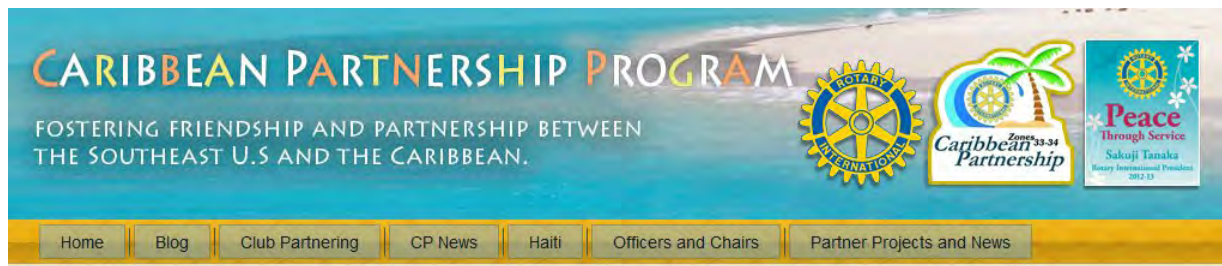 CARIBBEAN PARTNERSHIP PROGRAM
FOSTERING FRIENDSHIP AND PARTNERSHIP BETWEEN
THE SOUTHEAST U.S AND THE CARIBBEAN.
ROTARY
INTERNATIONAL
Zones 33-34
Caribbean
Partnership
Peace
Through Service
Sakuji Tanaka
Rotary International President
2012-13
Home
Blog
Club Partnering
CP News
Haiti
Officers and Chairs
Partner Projects and News